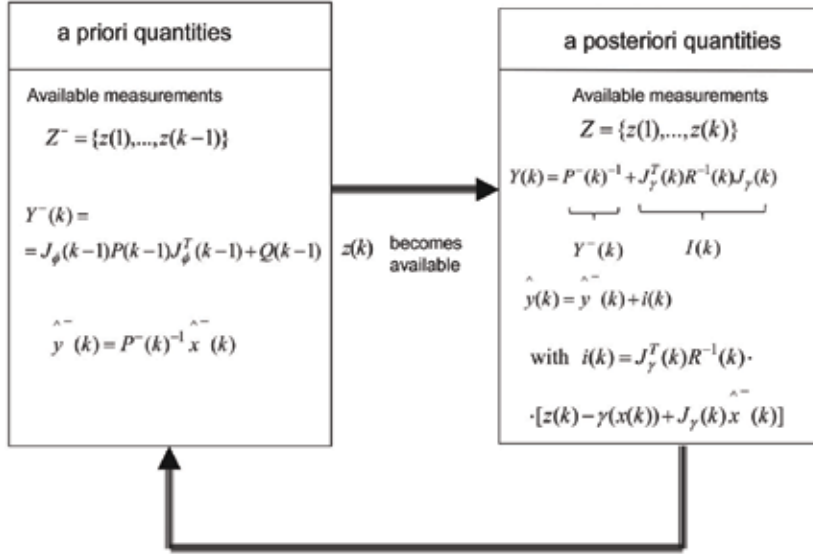 a priori quantities
Available measurements
Z⁻ = {z(1),...,z(k−1)}
Y⁻(k) =
= J_ϕ(k−1)P(k−1)J_ϕ^T(k−1)+Q(k−1)
ŷ⁻(k) = P⁻(k)⁻¹ x̂⁻(k)
z(k) becomes
available
a posteriori quantities
Available measurements
Z = {z(1),...,z(k)}
Y(k) = P⁻(k)⁻¹ + J_γ^T(k)R⁻¹(k)J_γ(k)
Y⁻(k) I(k)
ŷ(k) = ŷ⁻(k) + i(k)
with i(k) = J_γ^T(k)R⁻¹(k)·
·[z(k) − γ(x(k)) + J_γ(k)x̂⁻(k)]